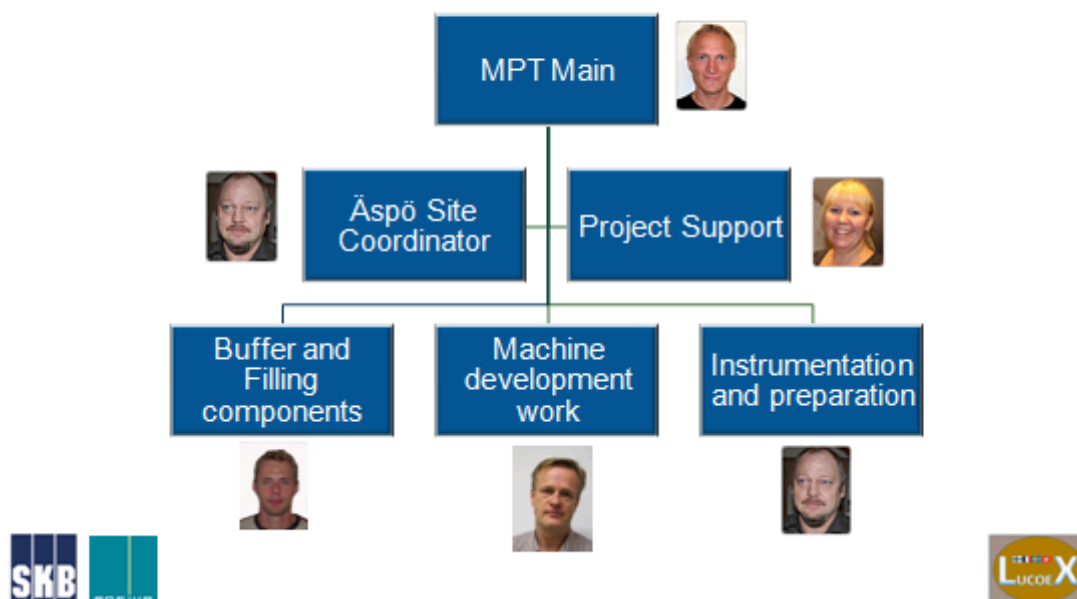 MPT Main
Äspö Site
Coordinator
Project Support
Buffer and
Filling
components
Machine
development
work
Instrumentation
and preparation
SKB
LUCOEX